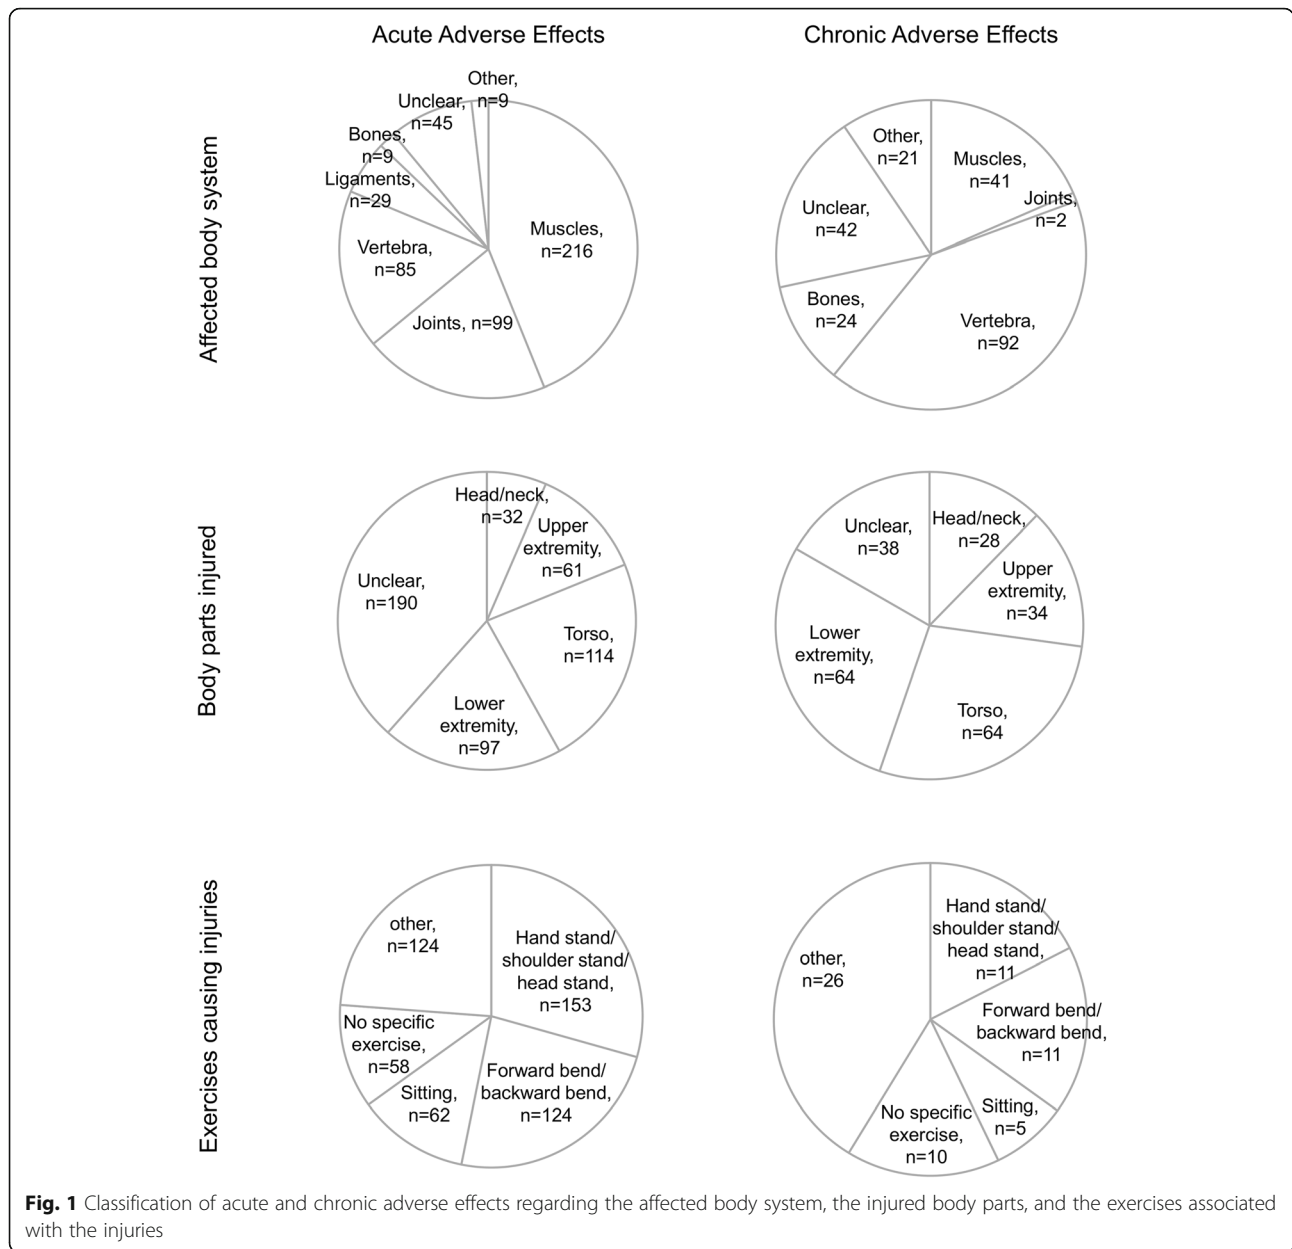 Acute Adverse Effects
Chronic Adverse Effects
Affected body system
Other,
n=9
Unclear,
n=45
Bones,
n=9
Ligaments,
n=29
Vertebra,
n=85
Joints, n=99
Muscles,
n=216
Other,
n=21
Muscles,
n=41
Joints,
n=2
Unclear,
n=42
Bones,
n=24
Vertebra,
n=92
Body parts injured
Head/neck,
n=32
Upper
extremity,
n=61
Unclear,
n=190
Torso,
n=114
Lower
extremity,
n=97
Unclear,
n=38
Head/neck,
n=28
Upper
extremity,
n=34
Lower
extremity,
n=64
Torso,
n=64
Exercises causing injuries
other,
n=124
Hand stand/
shoulder stand/
head stand,
n=153
No specific
exercise,
n=58
Sitting,
n=62
Forward bend/
backward bend,
n=124
Hand stand/
shoulder stand/
head stand,
n=11
other,
n=26
Forward bend/
backward bend,
n=11
Sitting,
n=5
No specific
exercise,
n=10
Fig. 1 Classification of acute and chronic adverse effects regarding the affected body system, the injured body parts, and the exercises associated
with the injuries